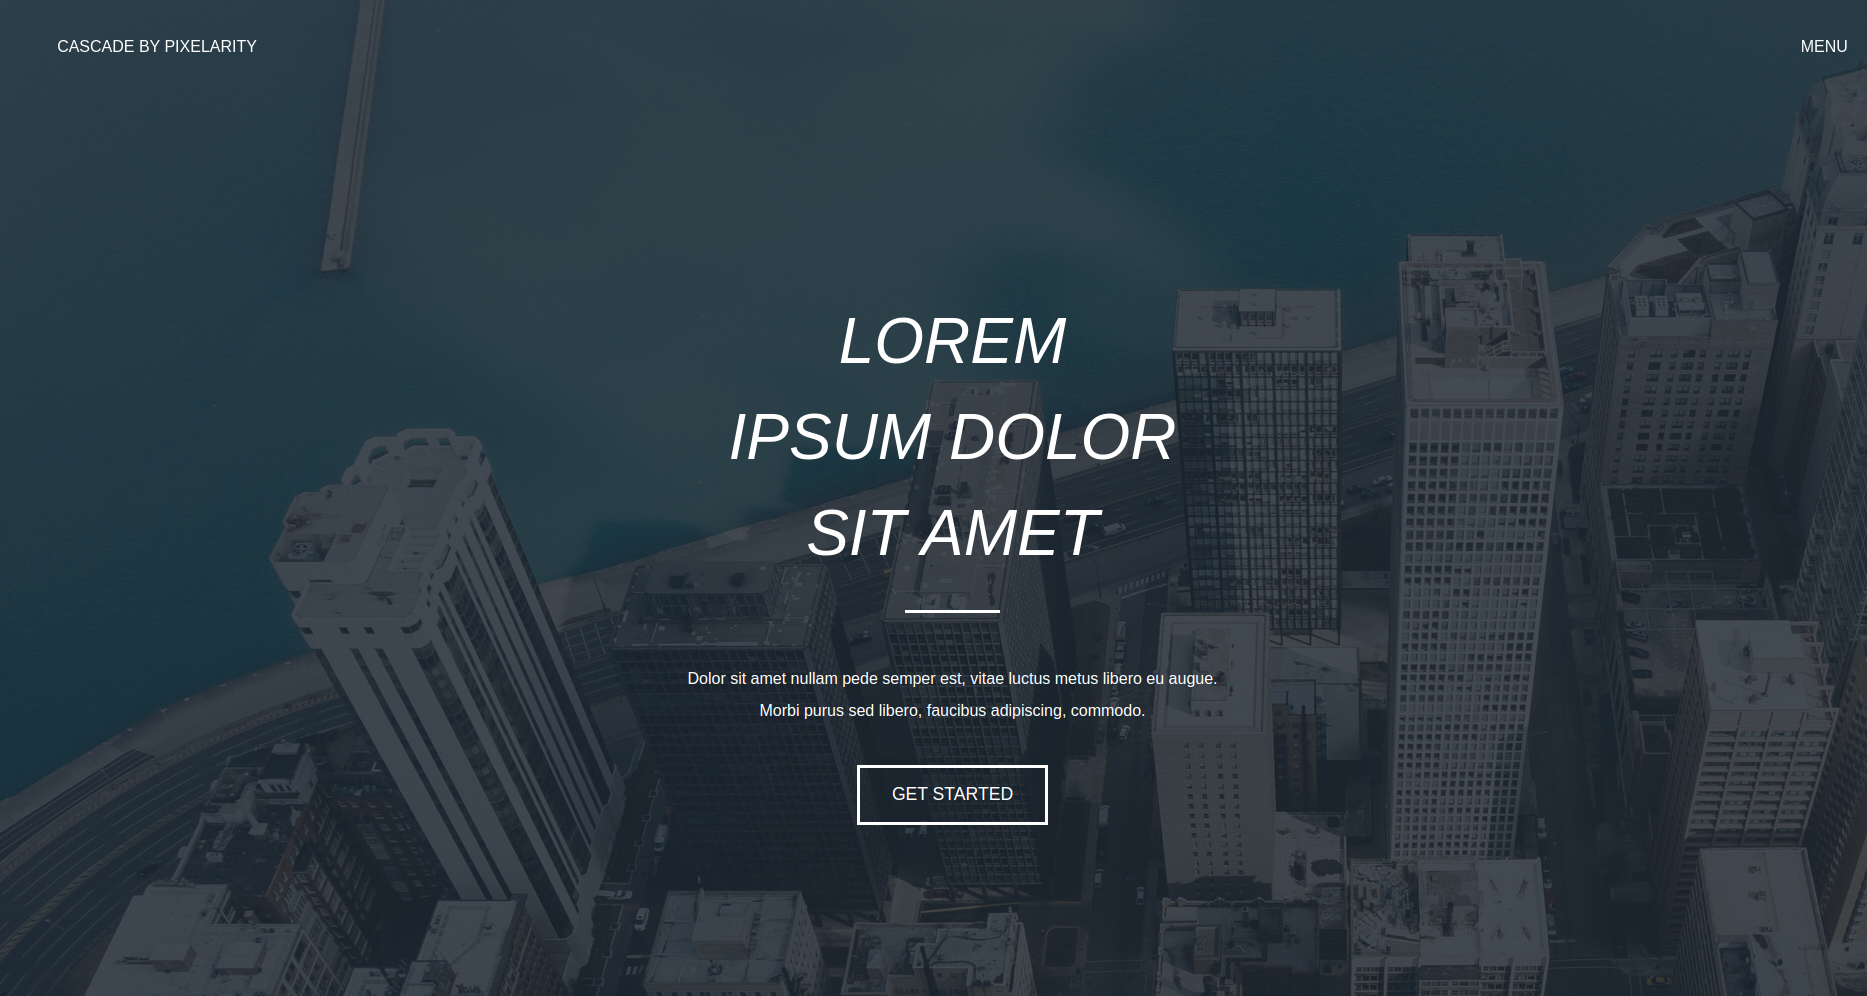 CASCADE BY PIXELARITY
MENU
LOREM
IPSUM DOLOR
SIT AMET
Dolor sit amet nullam pede semper est, vitae luctus metus libero eu augue.
Morbi purus sed libero, faucibus adipiscing, commodo.
GET STARTED